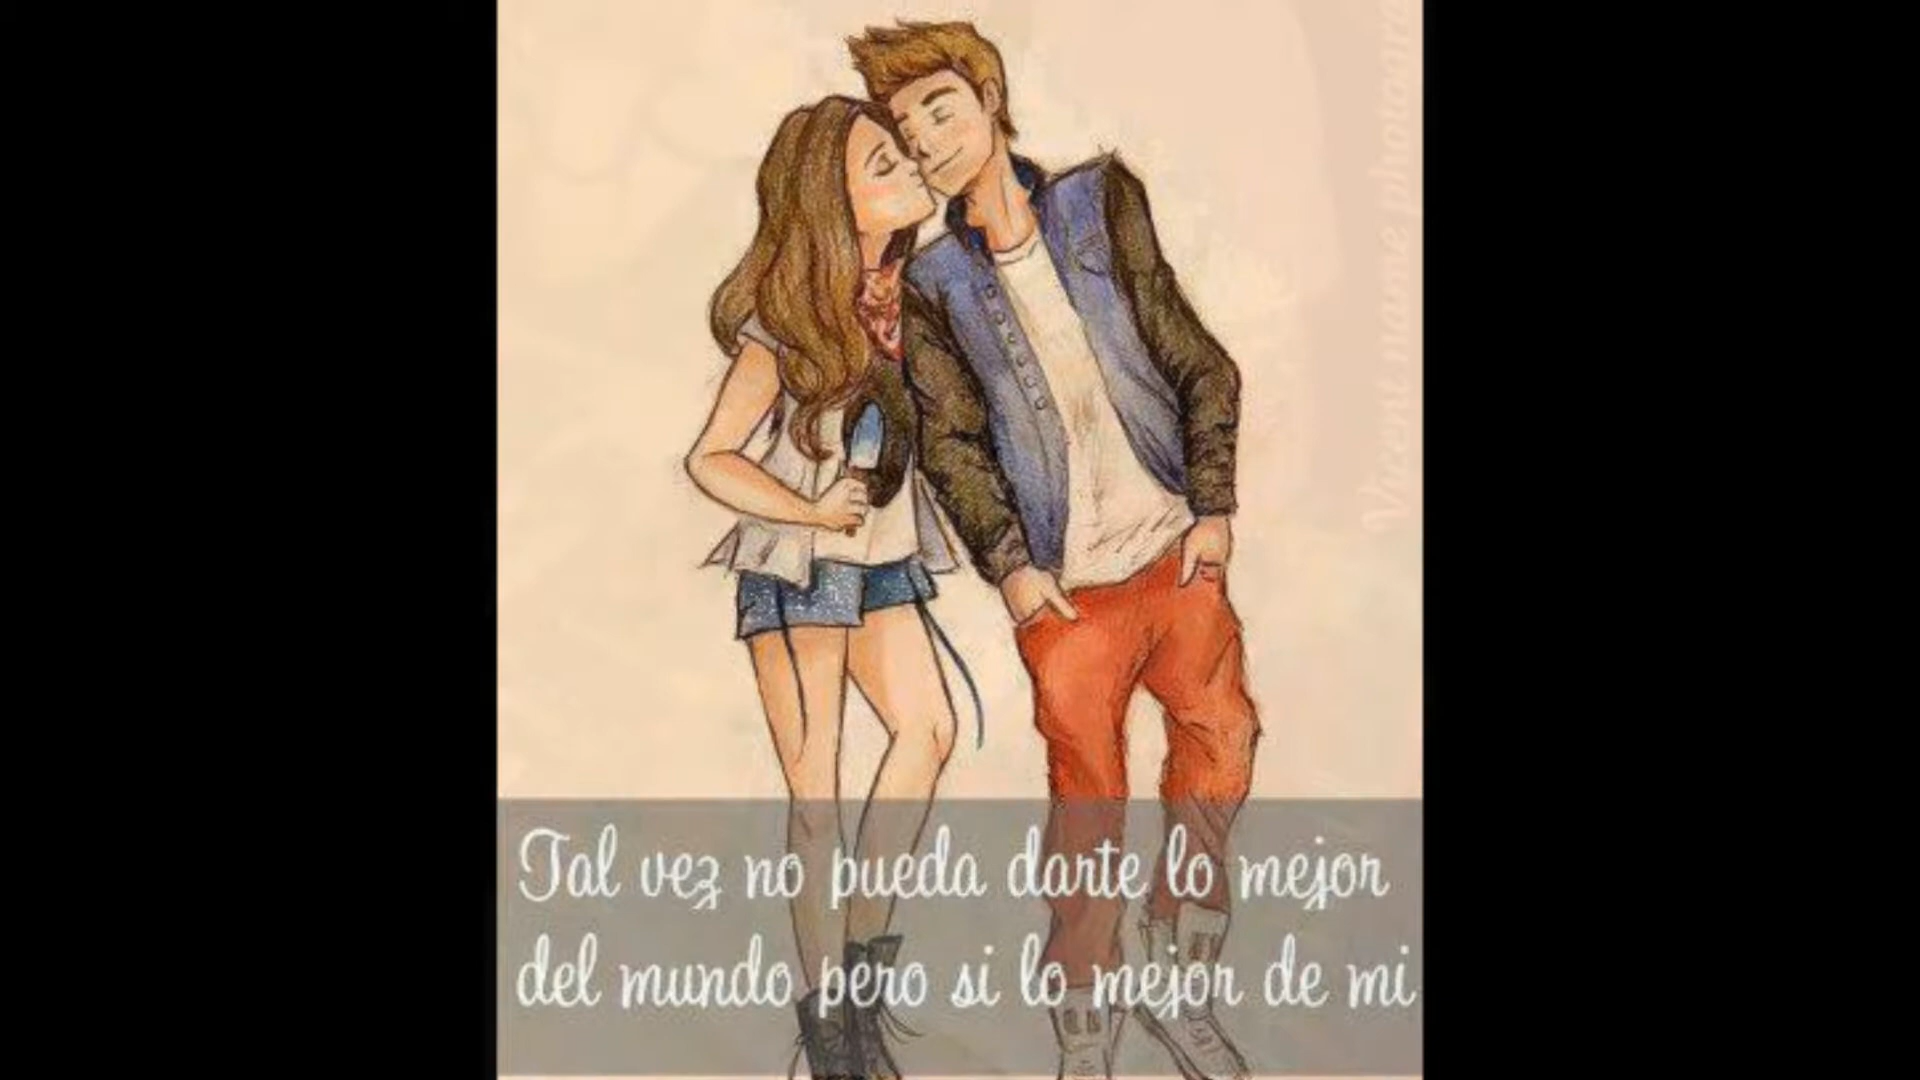 Tal vez no pueda darte lo mejor
del mundo pero si lo mejor de mi